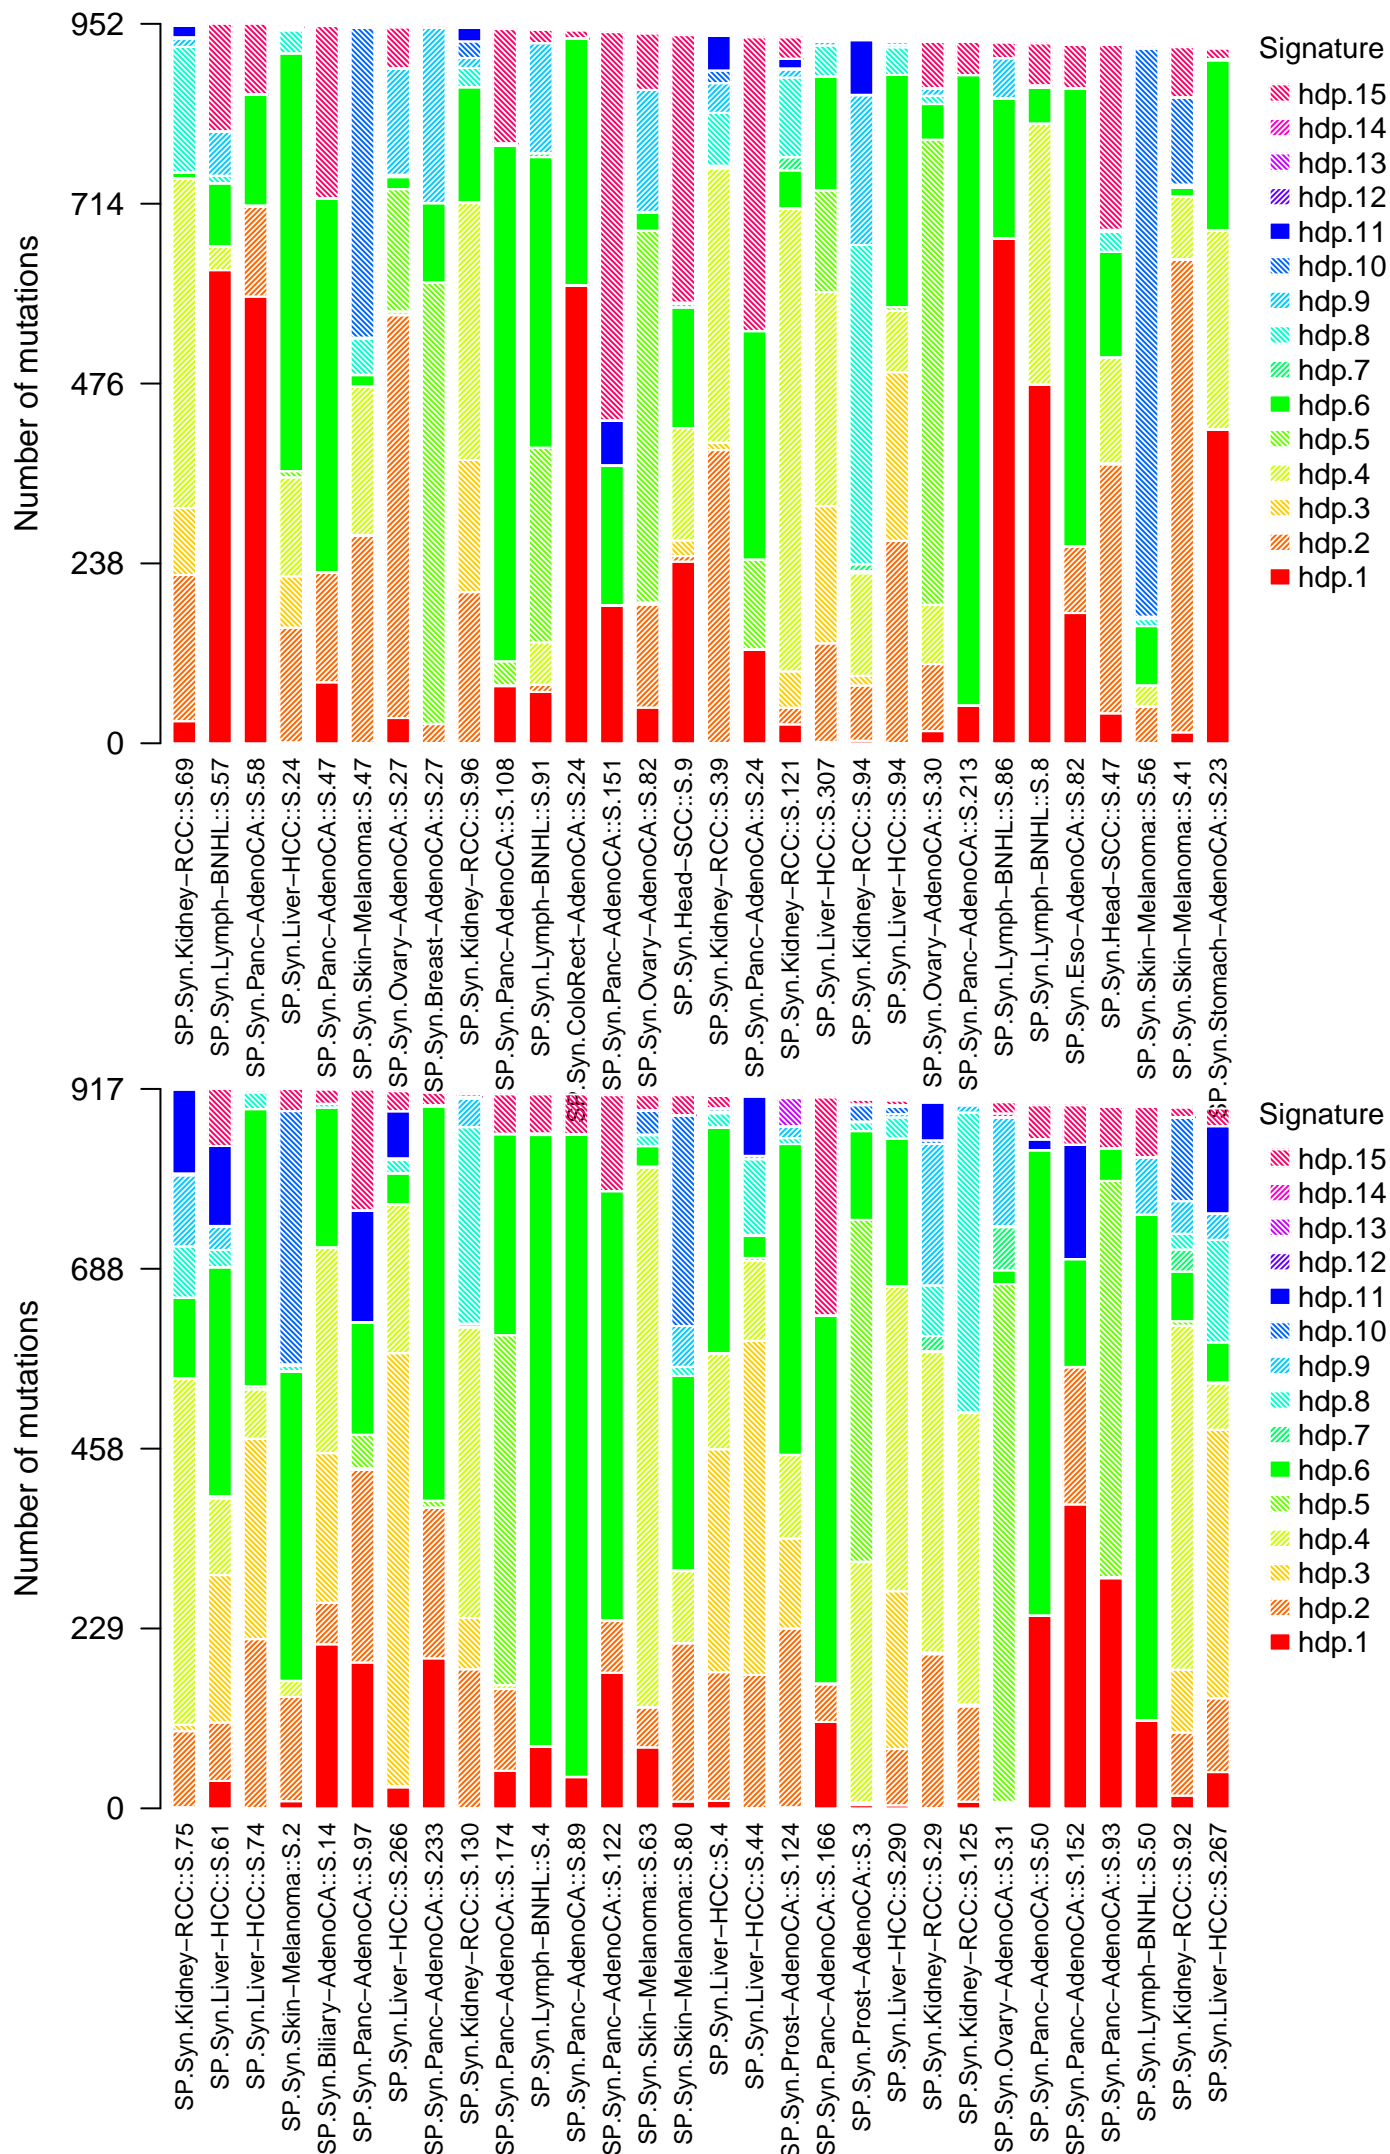 Number of mutations
952
714
476
238
0
Signature
hdp.15
hdp.14
hdp.13
hdp.12
hdp.11
hdp.10
hdp.9
hdp.8
hdp.7
hdp.6
hdp.5
hdp.4
hdp.3
hdp.2
hdp.1
SP.Syn.Kidney−RCC::S.69
SP.Syn.Lymph−BNHL::S.57
SP.Syn.Panc−AdenoCA::S.58
SP.Syn.Liver−HCC::S.24
SP.Syn.Panc−AdenoCA::S.47
SP.Syn.Skin−Melanoma::S.47
SP.Syn.Ovary−AdenoCA::S.27
SP.Syn.Breast−AdenoCA::S.27
SP.Syn.Kidney−RCC::S.96
SP.Syn.Panc−AdenoCA::S.108
SP.Syn.Lymph−BNHL::S.91
SP.Syn.ColoRect−AdenoCA::S.24
SP.Syn.Panc−AdenoCA::S.151
SP.Syn.Ovary−AdenoCA::S.82
SP.Syn.Head−SCC::S.9
SP.Syn.Kidney−RCC::S.39
SP.Syn.Panc−AdenoCA::S.24
SP.Syn.Kidney−RCC::S.121
SP.Syn.Liver−HCC::S.307
SP.Syn.Kidney−RCC::S.94
SP.Syn.Liver−HCC::S.94
SP.Syn.Ovary−AdenoCA::S.30
SP.Syn.Panc−AdenoCA::S.213
SP.Syn.Lymph−BNHL::S.86
SP.Syn.Lymph−BNHL::S.8
SP.Syn.Eso−AdenoCA::S.82
SP.Syn.Head−SCC::S.47
SP.Syn.Skin−Melanoma::S.56
SP.Syn.Skin−Melanoma::S.41
SP.Syn.Stomach−AdenoCA::S.23
Number of mutations
917
688
458
229
0
Signature
hdp.15
hdp.14
hdp.13
hdp.12
hdp.11
hdp.10
hdp.9
hdp.8
hdp.7
hdp.6
hdp.5
hdp.4
hdp.3
hdp.2
hdp.1
SP.Syn.Kidney−RCC::S.75
SP.Syn.Liver−HCC::S.61
SP.Syn.Liver−HCC::S.74
SP.Syn.Skin−Melanoma::S.2
SP.Syn.Biliary−AdenoCA::S.14
SP.Syn.Panc−AdenoCA::S.97
SP.Syn.Liver−HCC::S.266
SP.Syn.Panc−AdenoCA::S.233
SP.Syn.Kidney−RCC::S.130
SP.Syn.Panc−AdenoCA::S.174
SP.Syn.Lymph−BNHL::S.4
SP.Syn.Panc−AdenoCA::S.89
SP.Syn.Panc−AdenoCA::S.122
SP.Syn.Skin−Melanoma::S.63
SP.Syn.Skin−Melanoma::S.80
SP.Syn.Liver−HCC::S.4
SP.Syn.Liver−HCC::S.44
SP.Syn.Prost−AdenoCA::S.124
SP.Syn.Panc−AdenoCA::S.166
SP.Syn.Prost−AdenoCA::S.3
SP.Syn.Liver−HCC::S.290
SP.Syn.Kidney−RCC::S.29
SP.Syn.Kidney−RCC::S.125
SP.Syn.Ovary−AdenoCA::S.31
SP.Syn.Panc−AdenoCA::S.50
SP.Syn.Panc−AdenoCA::S.152
SP.Syn.Panc−AdenoCA::S.93
SP.Syn.Lymph−BNHL::S.50
SP.Syn.Kidney−RCC::S.92
SP.Syn.Liver−HCC::S.267